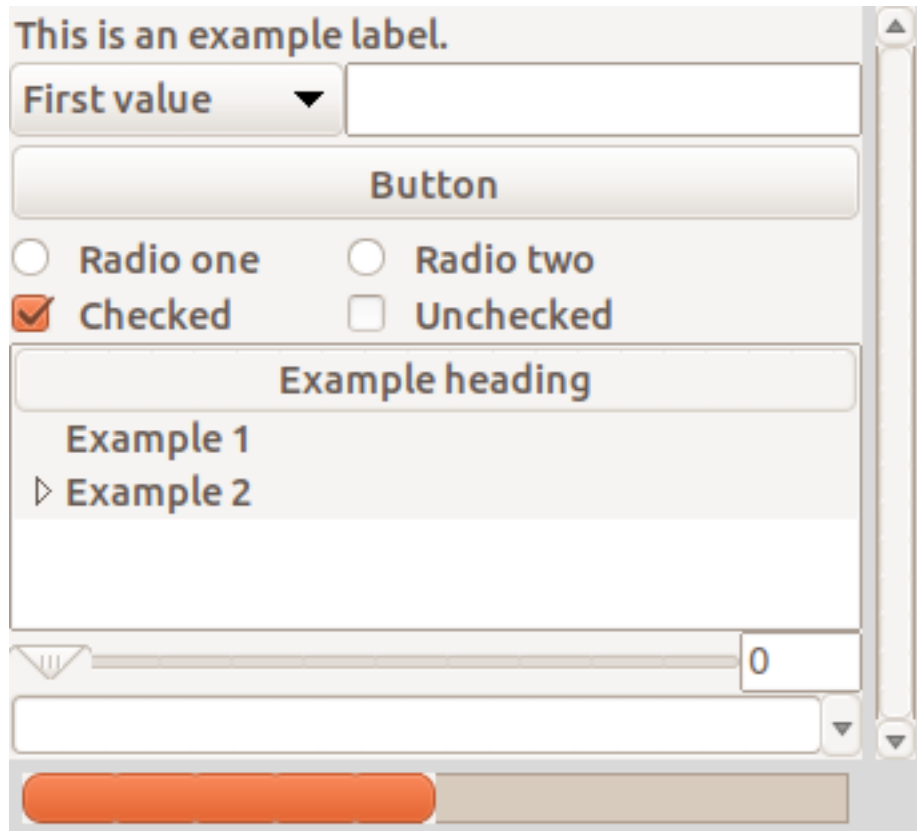 This is an example label.
First value
Button
Radio one Radio two
Checked Unchecked
Example heading
Example 1
Example 2
0